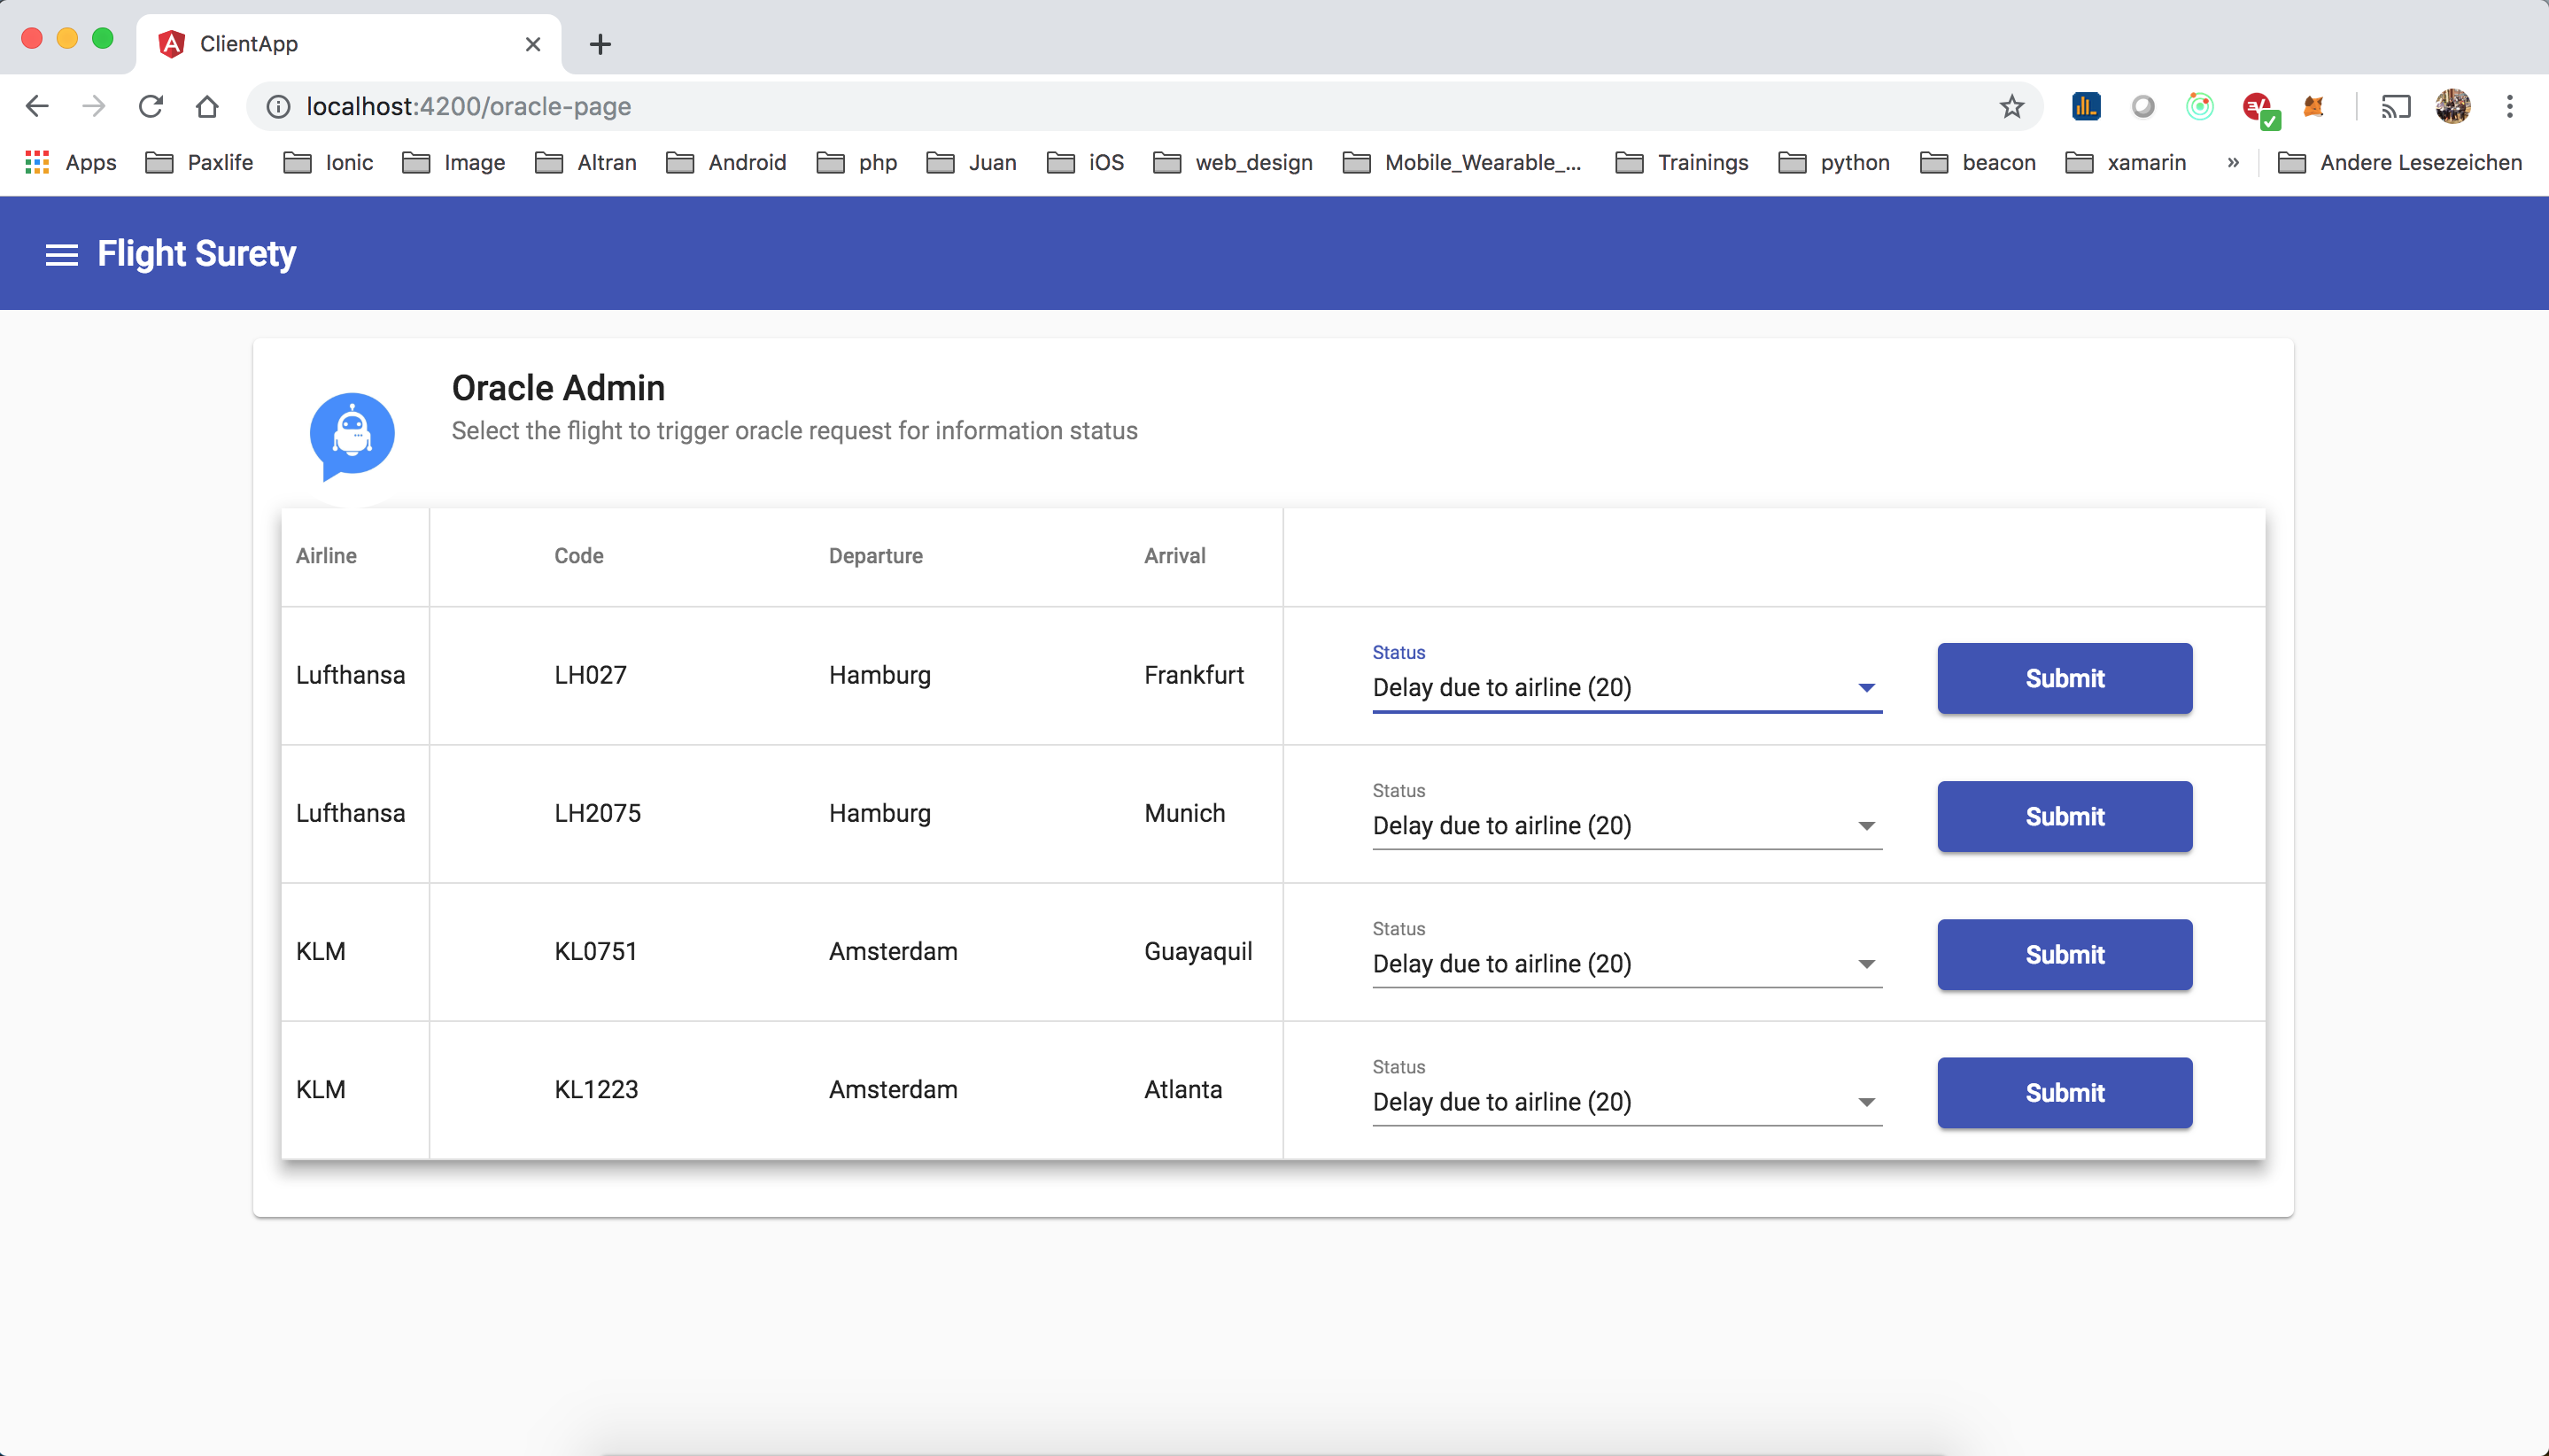 ClientApp
localhost:4200/oracle-page
Apps Paxlife Ionic Image Altran Android php Juan iOS web_design Mobile_Wearable_... Trainings python beacon xamarin » Andere Lesezeichen
Flight Surety
Oracle Admin
Select the flight to trigger oracle request for information status
Airline Code Departure Arrival
Status
Lufthansa LH027 Hamburg Frankfurt Delay due to airline (20) Submit
Status
Lufthansa LH2075 Hamburg Munich Delay due to airline (20) Submit
Status
KLM KL0751 Amsterdam Guayaquil Delay due to airline (20) Submit
Status
KLM KL1223 Amsterdam Atlanta Delay due to airline (20) Submit